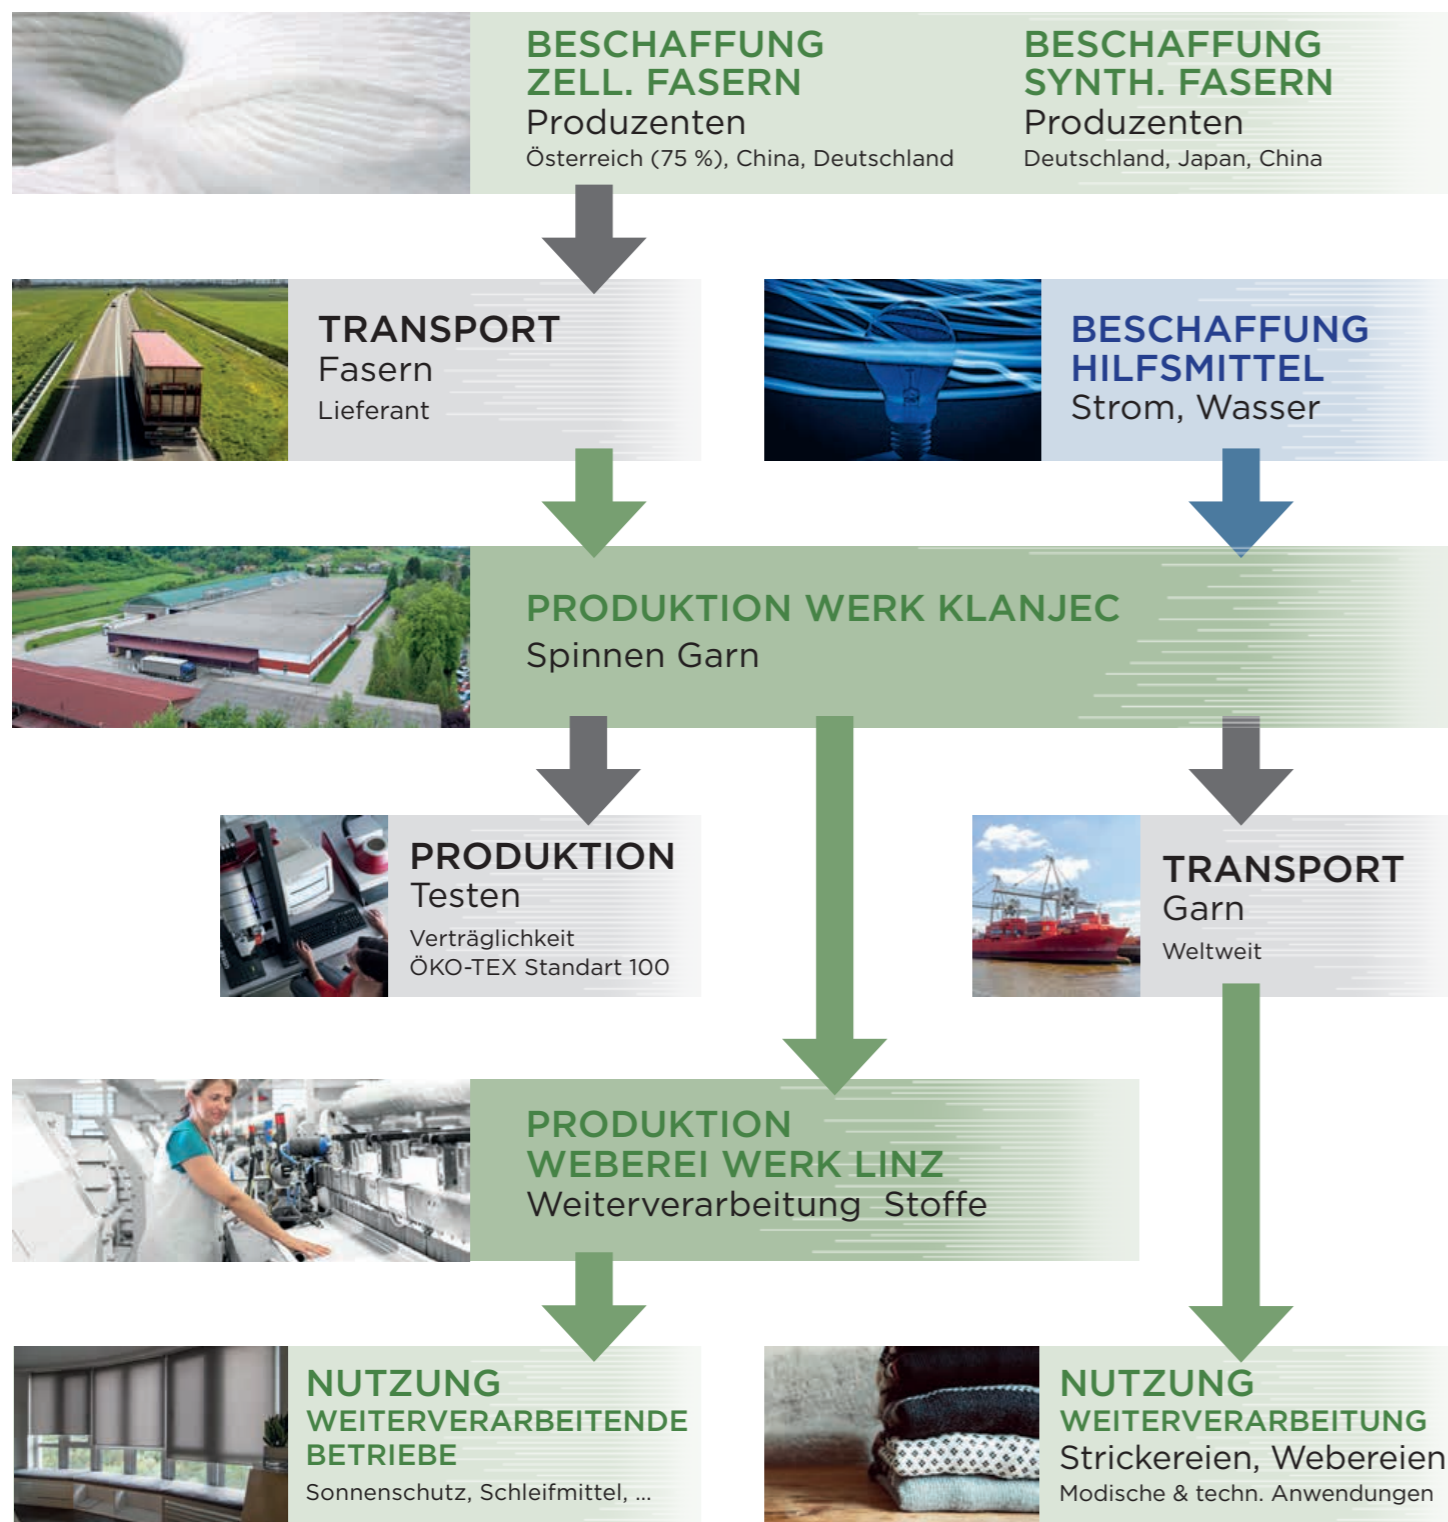 BESCHAFFUNG
ZELL. FASERN
Produzenten
Österreich (75 %), China, Deutschland
BESCHAFFUNG
SYNTH. FASERN
Produzenten
Deutschland, Japan, China
TRANSPORT
Fasern
Lieferant
BESCHAFFUNG
HILFSMITTEL
Strom, Wasser
PRODUKTION WERK KLANJEC
Spinnen Garn
PRODUKTION
Testen
Verträglichkeit
ÖKO-TEX Standart 100
TRANSPORT
Garn
Weltweit
PRODUKTION
WEBEREI WERK LINZ
Weiterverarbeitung Stoffe
NUTZUNG
WEITERVERARBEITENDE
BETRIEBE
Sonnenschutz, Schleifmittel, ...
NUTZUNG
WEITERVERARBEITUNG
Strickereien, Webereien
Modische & techn. Anwendungen